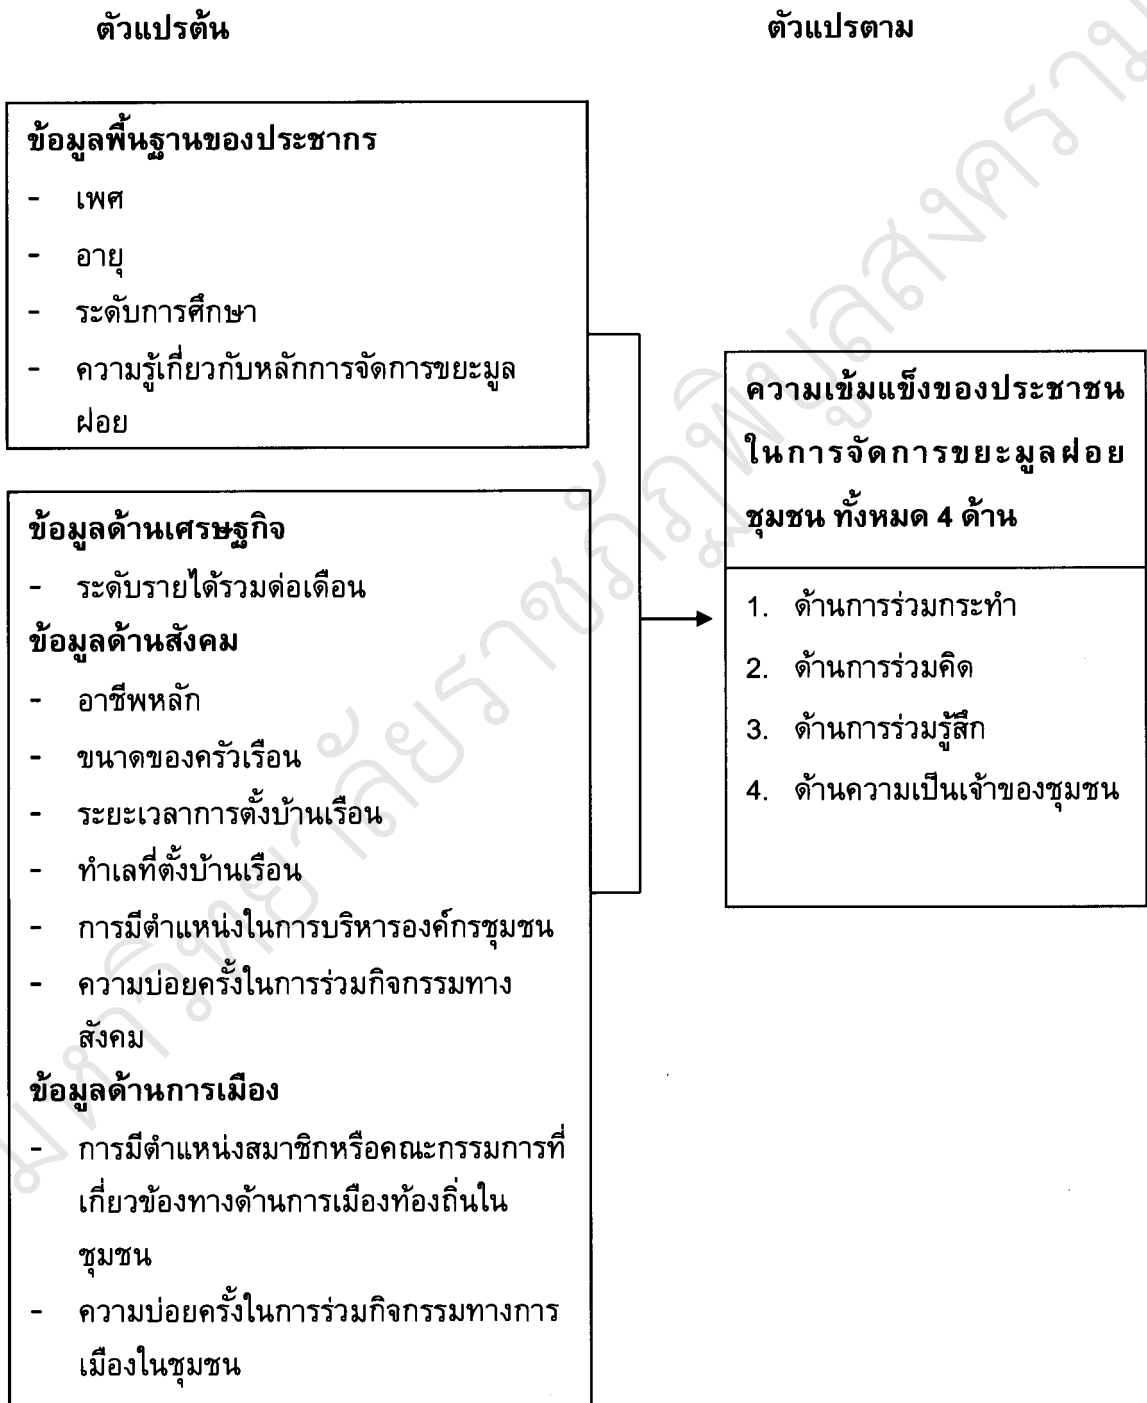 ตัวแปรต้น
ตัวแปรตาม
ข้อมูลพื้นฐานของประชากร
- เพศ
- อายุ
- ระดับการศึกษา
- ความรู้เกี่ยวกับหลักการจัดการขยะมูล
ฝอย
ข้อมูลด้านเศรษฐกิจ
- ระดับรายได้รวมต่อเดือน
ข้อมูลด้านสังคม
- อาชีพหลัก
- ขนาดของครัวเรือน
- ระยะเวลาการตั้งบ้านเรือน
- ทำเลที่ตั้งบ้านเรือน
- การมีตำแหน่งในการบริหารองค์กรชุมชน
- ความบ่อยครั้งในการร่วมกิจกรรมทาง
สังคม
ข้อมูลด้านการเมือง
- การมีตำแหน่งสมาชิกหรือคณะกรรมการที่
เกี่ยวข้องทางด้านการเมืองท้องถิ่นใน
ชุมชน
- ความบ่อยครั้งในการร่วมกิจกรรมทางการ
เมืองในชุมชน
ความเข้มแข็งของประชาชน
ในการจัดการขยะมูลฝอย
ชุมชน ทั้งหมด 4 ด้าน
1. ด้านการร่วมกระทำ
2. ด้านการร่วมคิด
3. ด้านการร่วมรู้สึก
4. ด้านความเป็นเจ้าของชุมชน
มหาวิทยาลัยราชภัฏพิบูลสงคราม